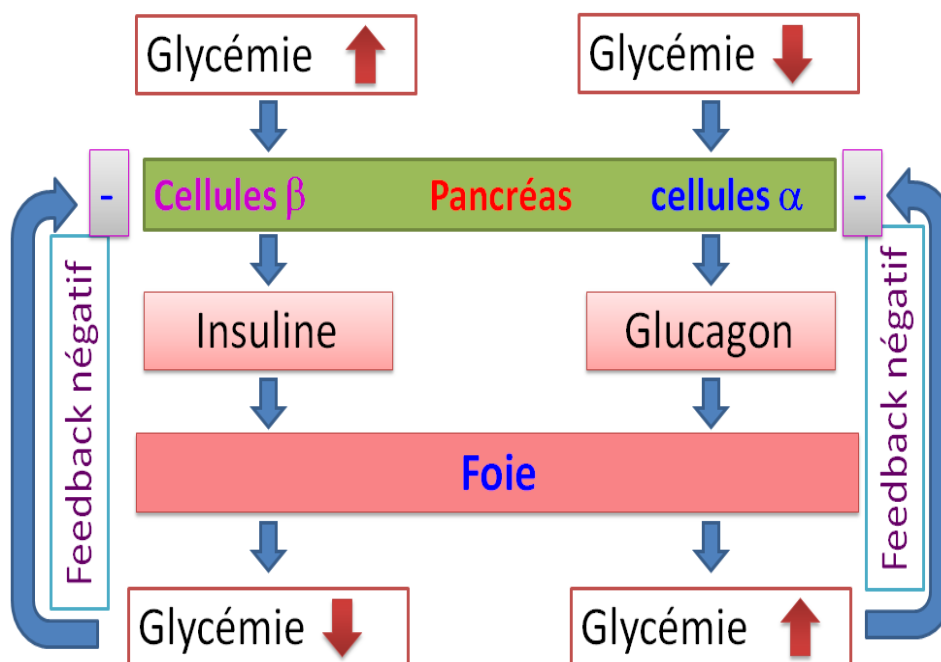 Glycémie
Glycémie
- Cellules β Pancréas cellules α -
Feedback négatif
Feedback négatif
Insuline
Glucagon
Foie
Glycémie
Glycémie